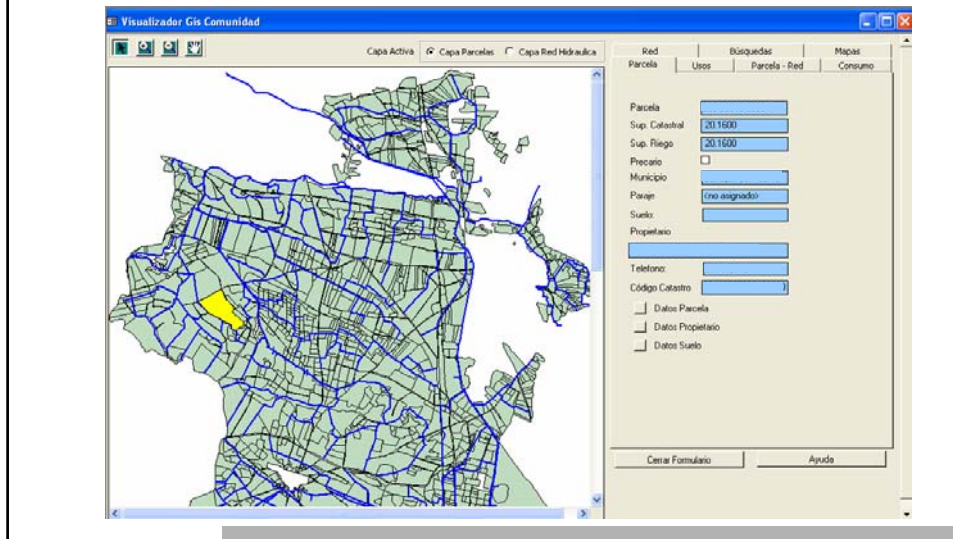 Visualizador Gis Comunidad
Capa Activa Capa Parcelas Capa Red Hidraulica
Red Búsquedas Mapas
Parcela Usos Parcela - Red Consumo
Parcela
Sup. Catastral 20.1600
Sup. Riego 20.1600
Precario
Municipio
Paraje (no asignado)
Suelo:
Propietario
Telefono:
Código Catastro
Datos Parcela
Datos Propietario
Datos Suelo
Cerrar Formulario Ayuda